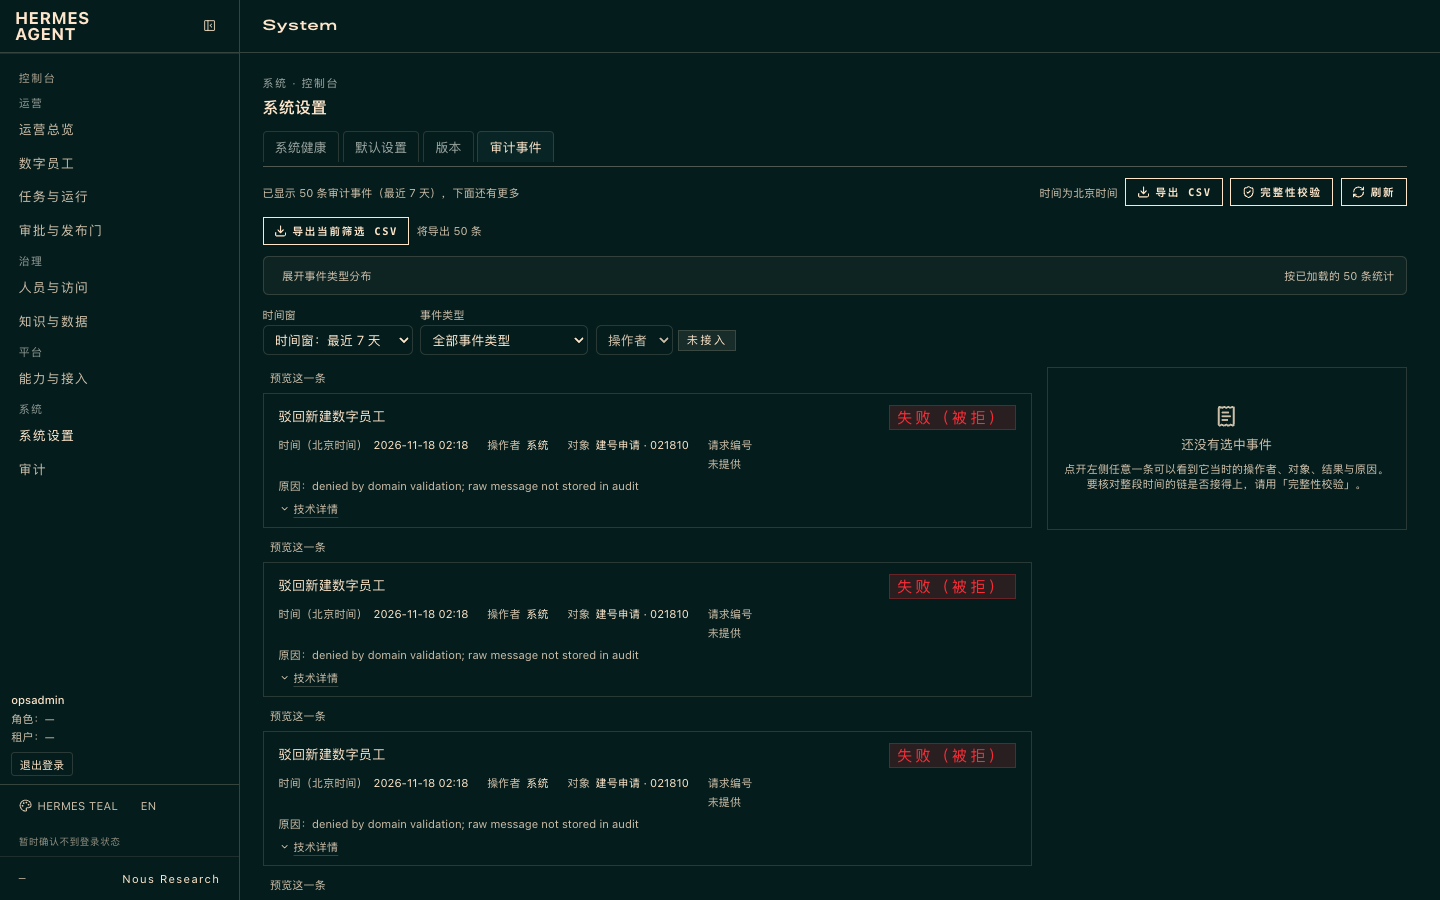 HERMES
AGENT
控制台
运营
运营总览
数字员工
任务与运行
审批与发布门
治理
人员与访问
知识与数据
平台
能力与接入
系统
系统设置
审计
opsadmin
角色： —
租户： —
退出登录
HERMES TEAL EN
暂时确认不到登录状态
— Nous Research
System
系统 · 控制台
系统设置
系统健康 默认设置 版本 审计事件
已显示 50 条审计事件（最近 7 天），下面还有更多
时间为北京时间 导出 CSV 完整性校验 刷新
导出当前筛选 CSV 将导出 50 条
展开事件类型分布 按已加载的 50 条统计
时间窗 事件类型
时间窗：最近 7 天 全部事件类型 操作者 未接入
预览这一条
驳回新建数字员工 失败（被拒）
时间（北京时间） 2026-11-18 02:18 操作者 系统 对象 建号申请 · 021810 请求编号
未提供
原因：denied by domain validation; raw message not stored in audit
技术详情
预览这一条
驳回新建数字员工 失败（被拒）
时间（北京时间） 2026-11-18 02:18 操作者 系统 对象 建号申请 · 021810 请求编号
未提供
原因：denied by domain validation; raw message not stored in audit
技术详情
预览这一条
驳回新建数字员工 失败（被拒）
时间（北京时间） 2026-11-18 02:18 操作者 系统 对象 建号申请 · 021810 请求编号
未提供
原因：denied by domain validation; raw message not stored in audit
技术详情
预览这一条
还没有选中事件
点开左侧任意一条可以看到它当时的操作者、对象、结果与原因。
要核对整段时间的链是否接得上，请用「完整性校验」。